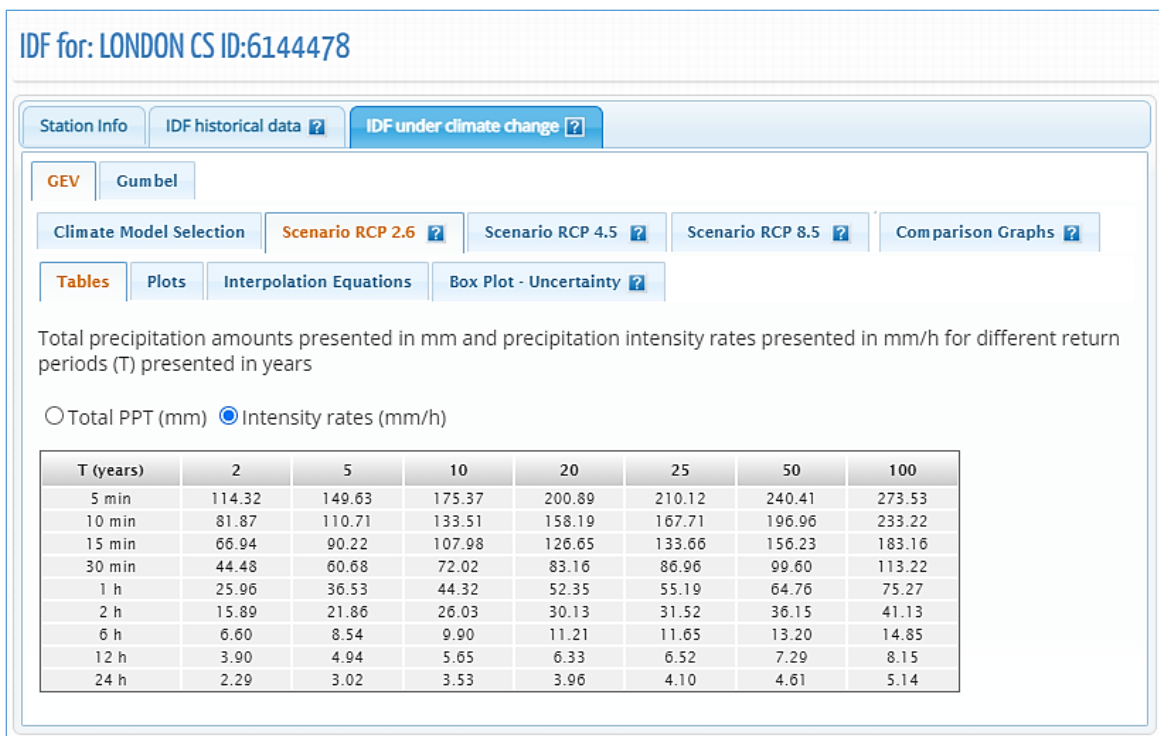 IDF for: LONDON CS ID:6144478
Station Info IDF historical data ? IDF under climate change ?
GEV Gumbel
Climate Model Selection Scenario RCP 2.6 ? Scenario RCP 4.5 ? Scenario RCP 8.5 ? Comparison Graphs ?
Tables Plots Interpolation Equations Box Plot - Uncertainty ?
Total precipitation amounts presented in mm and precipitation intensity rates presented in mm/h for different return
periods (T) presented in years
Total PPT (mm) Intensity rates (mm/h)
T (years) 2 5 10 20 25 50 100
5 min 114.32 149.63 175.37 200.89 210.12 240.41 273.53
10 min 81.87 110.71 133.51 158.19 167.71 196.96 233.22
15 min 66.94 90.22 107.98 126.65 133.66 156.23 183.16
30 min 44.48 60.68 72.02 83.16 86.96 99.60 113.22
1 h 25.96 36.53 44.32 52.35 55.19 64.76 75.27
2 h 15.89 21.86 26.03 30.13 31.52 36.15 41.13
6 h 6.60 8.54 9.90 11.21 11.65 13.20 14.85
12 h 3.90 4.94 5.65 6.33 6.52 7.29 8.15
24 h 2.29 3.02 3.53 3.96 4.10 4.61 5.14